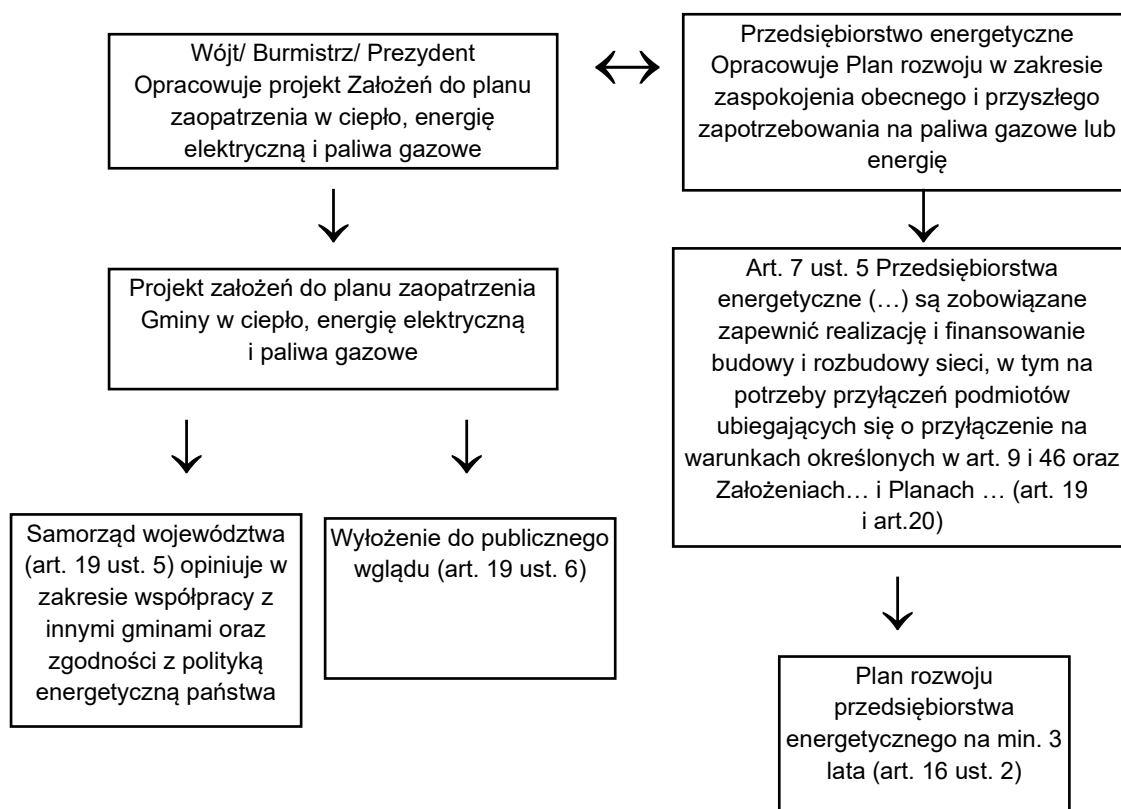 Wójt/ Burmistrz/ Prezydent
Opracowuje projekt Założeń do planu
zaopatrzenia w ciepło, energię
elektryczną i paliwa gazowe
Przedsiębiorstwo energetyczne
Opracowuje Plan rozwoju w zakresie
zaspokojenia obecnego i przyszłego
zapotrzebowania na paliwa gazowe lub
energię
Projekt założeń do planu zaopatrzenia
Gminy w ciepło, energię elektryczną
i paliwa gazowe
Art. 7 ust. 5 Przedsiębiorstwa
energetyczne (…) są zobowiązane
zapewnić realizację i finansowanie
budowy i rozbudowy sieci, w tym na
potrzeby przyłączeń podmiotów
ubiegających się o przyłączenie na
warunkach określonych w art. 9 i 46 oraz
Założeniach… i Planach … (art. 19
i art.20)
Samorząd województwa
(art. 19 ust. 5) opiniuje w
zakresie współpracy z
innymi gminami oraz
zgodności z polityką
energetyczną państwa
Wyłożenie do publicznego
wglądu (art. 19 ust. 6)
Plan rozwoju
przedsiębiorstwa
energetycznego na min. 3
lata (art. 16 ust. 2)